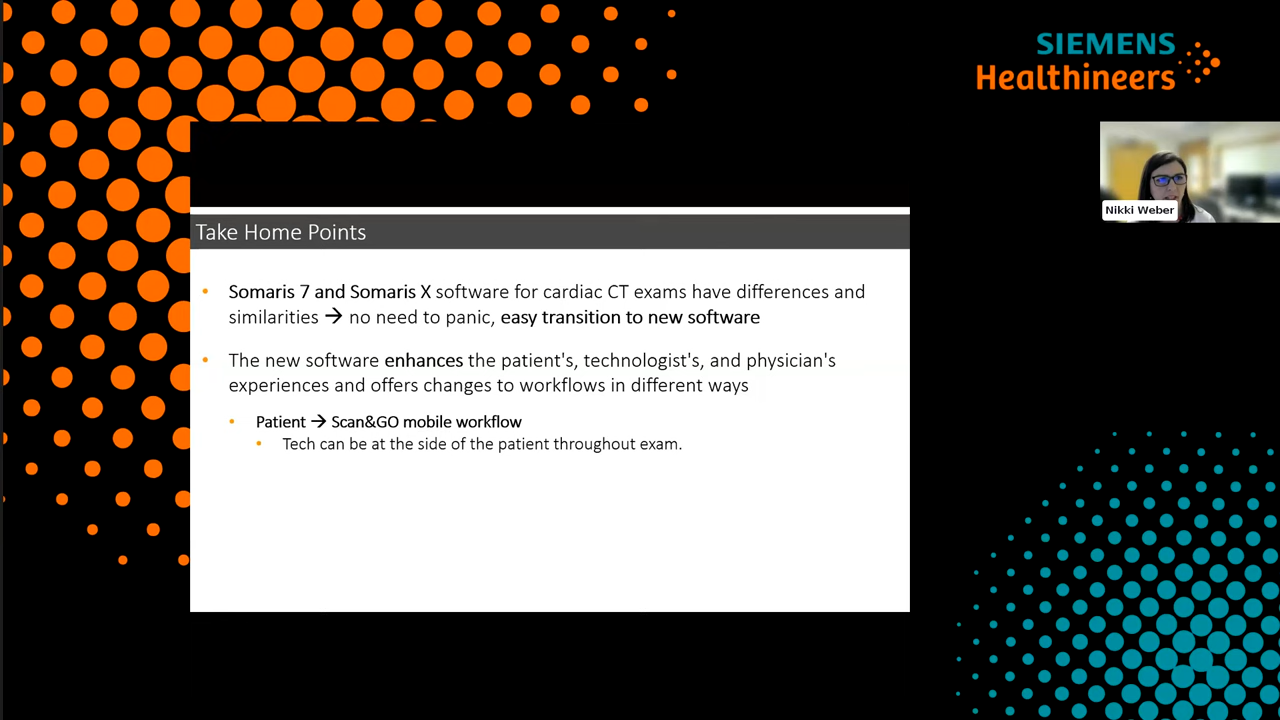 SIEMENS
Healthineers
Nikki Weber
Take Home Points
• Somaris 7 and Somaris X software for cardiac CT exams have differences and
similarities → no need to panic, easy transition to new software
• The new software enhances the patient's, technologist's, and physician's
experiences and offers changes to workflows in different ways
• Patient → Scan&GO mobile workflow
• Tech can be at the side of the patient throughout exam.